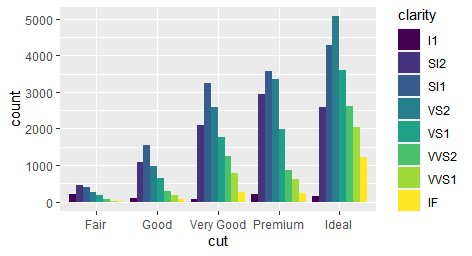 clarity
5000
4000
3000
2000
1000
0
count
Fair
Good
Very Good
Premium
Ideal
cut
I1
SI2
SI1
VS2
VS1
VVS2
VVS1
IF